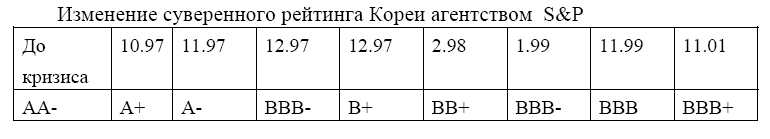 Изменение суверенного рейтинга Кореи агентством S&P
До кризиса 10.97 11.97 12.97 12.97 2.98 1.99 11.99 11.01
AA- A+ A- BBB- B+ BB+ BBB- BBB BBB+